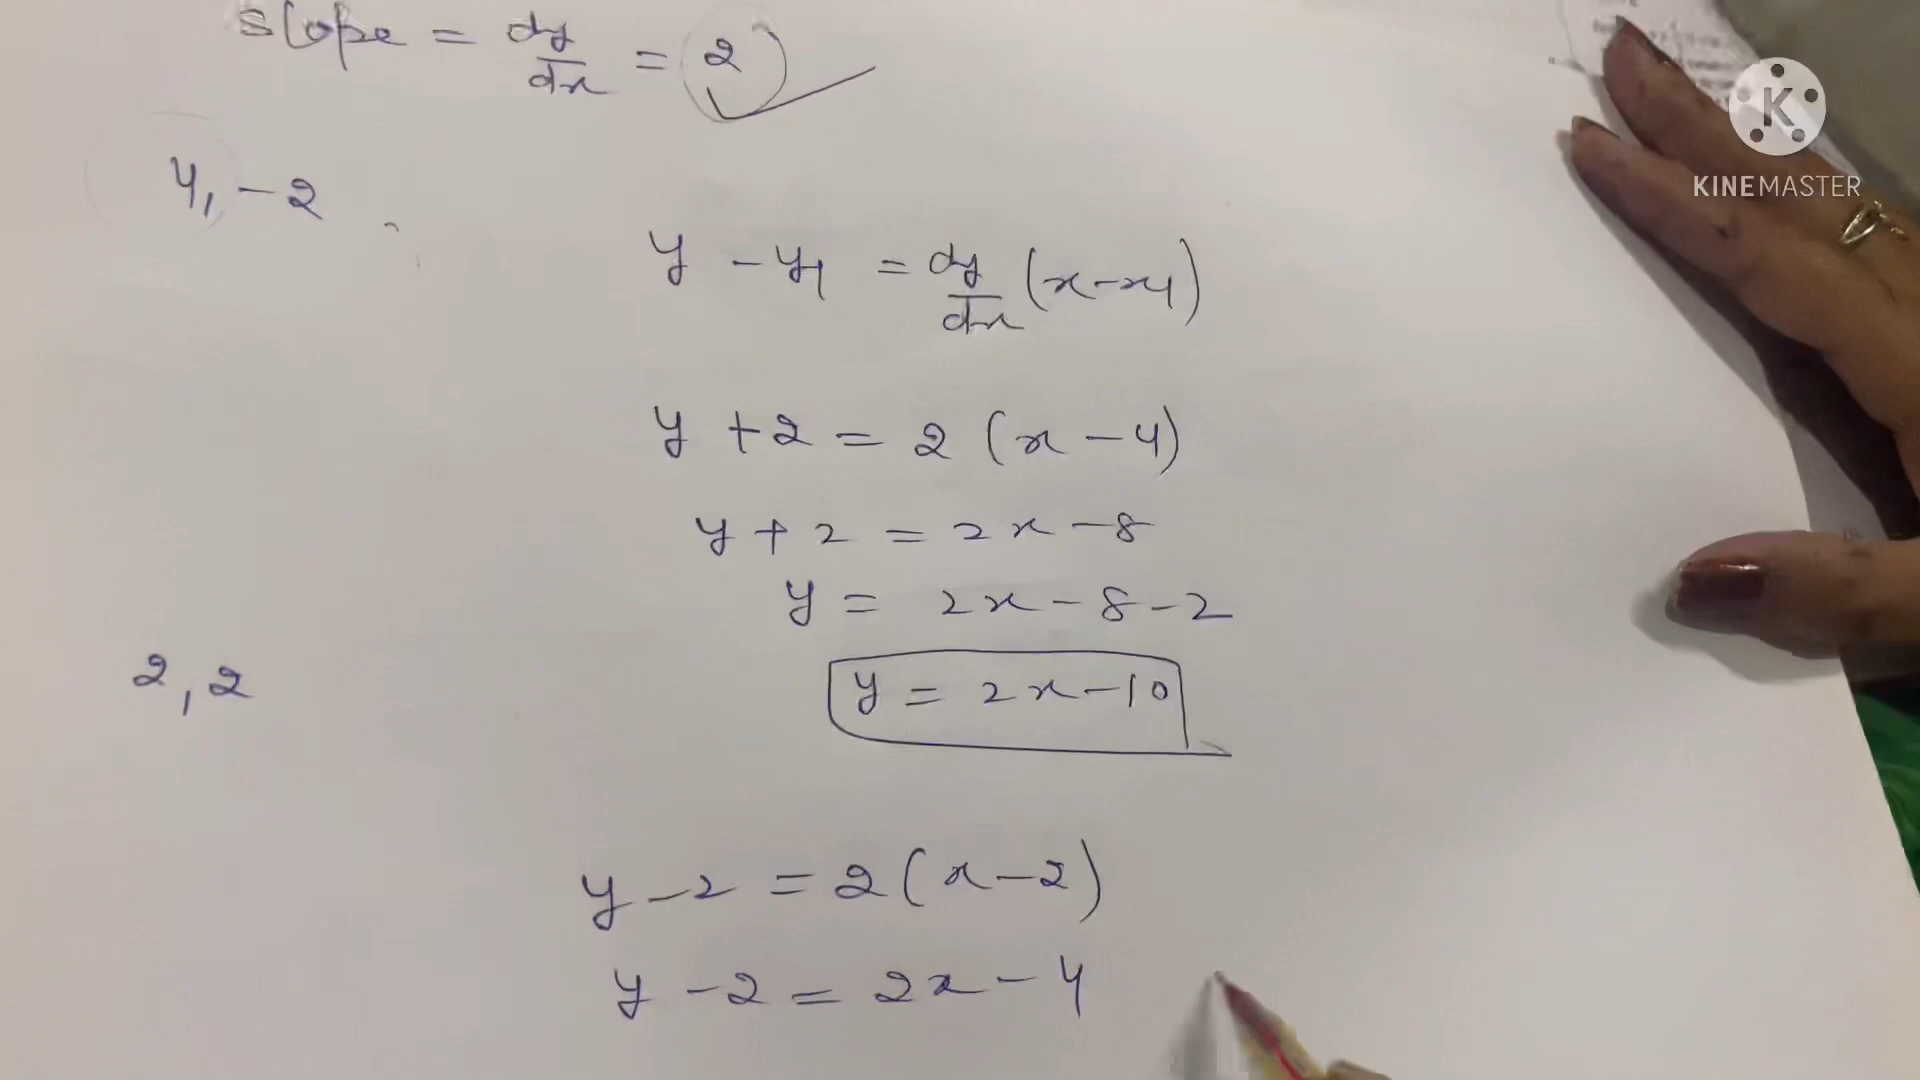 slope = dy/dx = 2
KINEMASTER
4, -2
y - y1 = dy/dx (x - x1)
y + 2 = 2 (x - 4)
y + 2 = 2x - 8
y = 2x - 8 - 2
2, 2
y = 2x - 10
y - 2 = 2 (x - 2)
y - 2 = 2x - 4